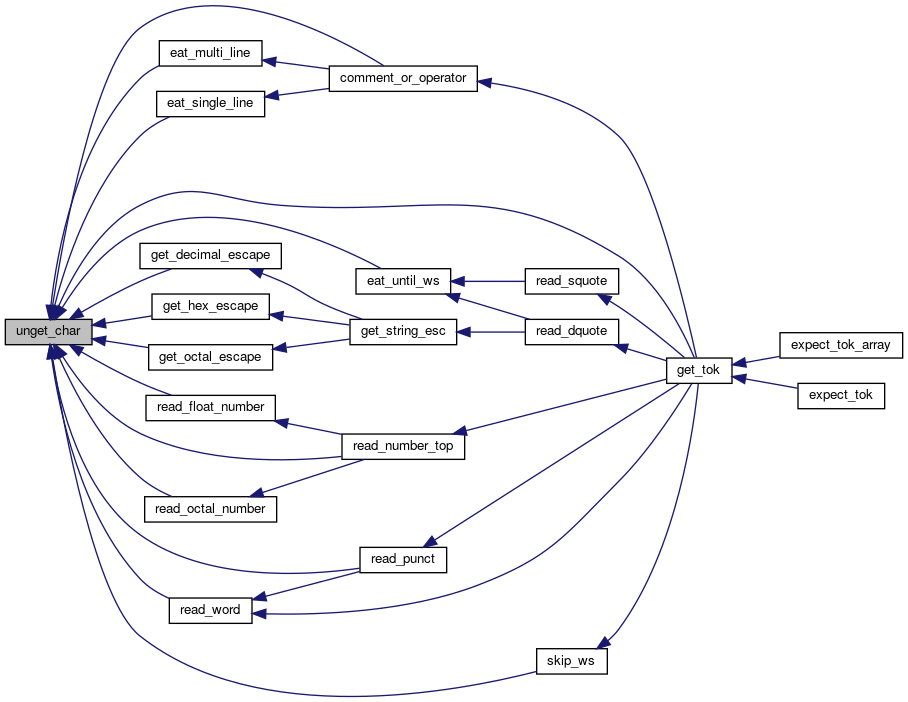 eat_multi_line
comment_or_operator
eat_single_line
get_decimal_escape
eat_until_ws
read_squote
get_hex_escape
unget_char
get_string_esc
read_dquote
expect_tok_array
get_octal_escape
get_tok
expect_tok
read_float_number
read_number_top
read_octal_number
read_punct
read_word
skip_ws